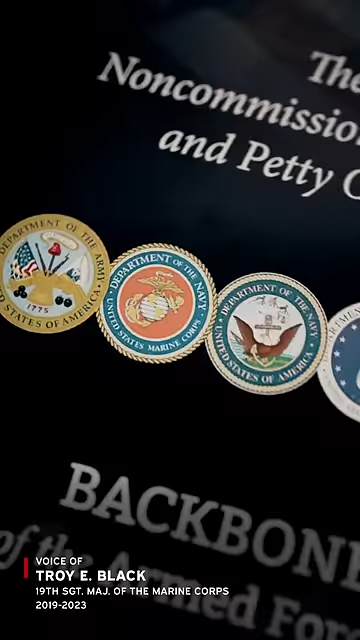 The
Noncommissio
and Petty O
DEPARTMENT OF THE ARMY
STATES OF AMERICA
1775
DEPARTMENT OF THE NAVY
UNITED STATES MARINE CORPS
DEPARTMENT OF THE NAVY
UNITED STATES OF AMERICA
BACKBONE
of the Armed For
VOICE OF
TROY E. BLACK
19TH SGT. MAJ. OF THE MARINE CORPS
2019-2023